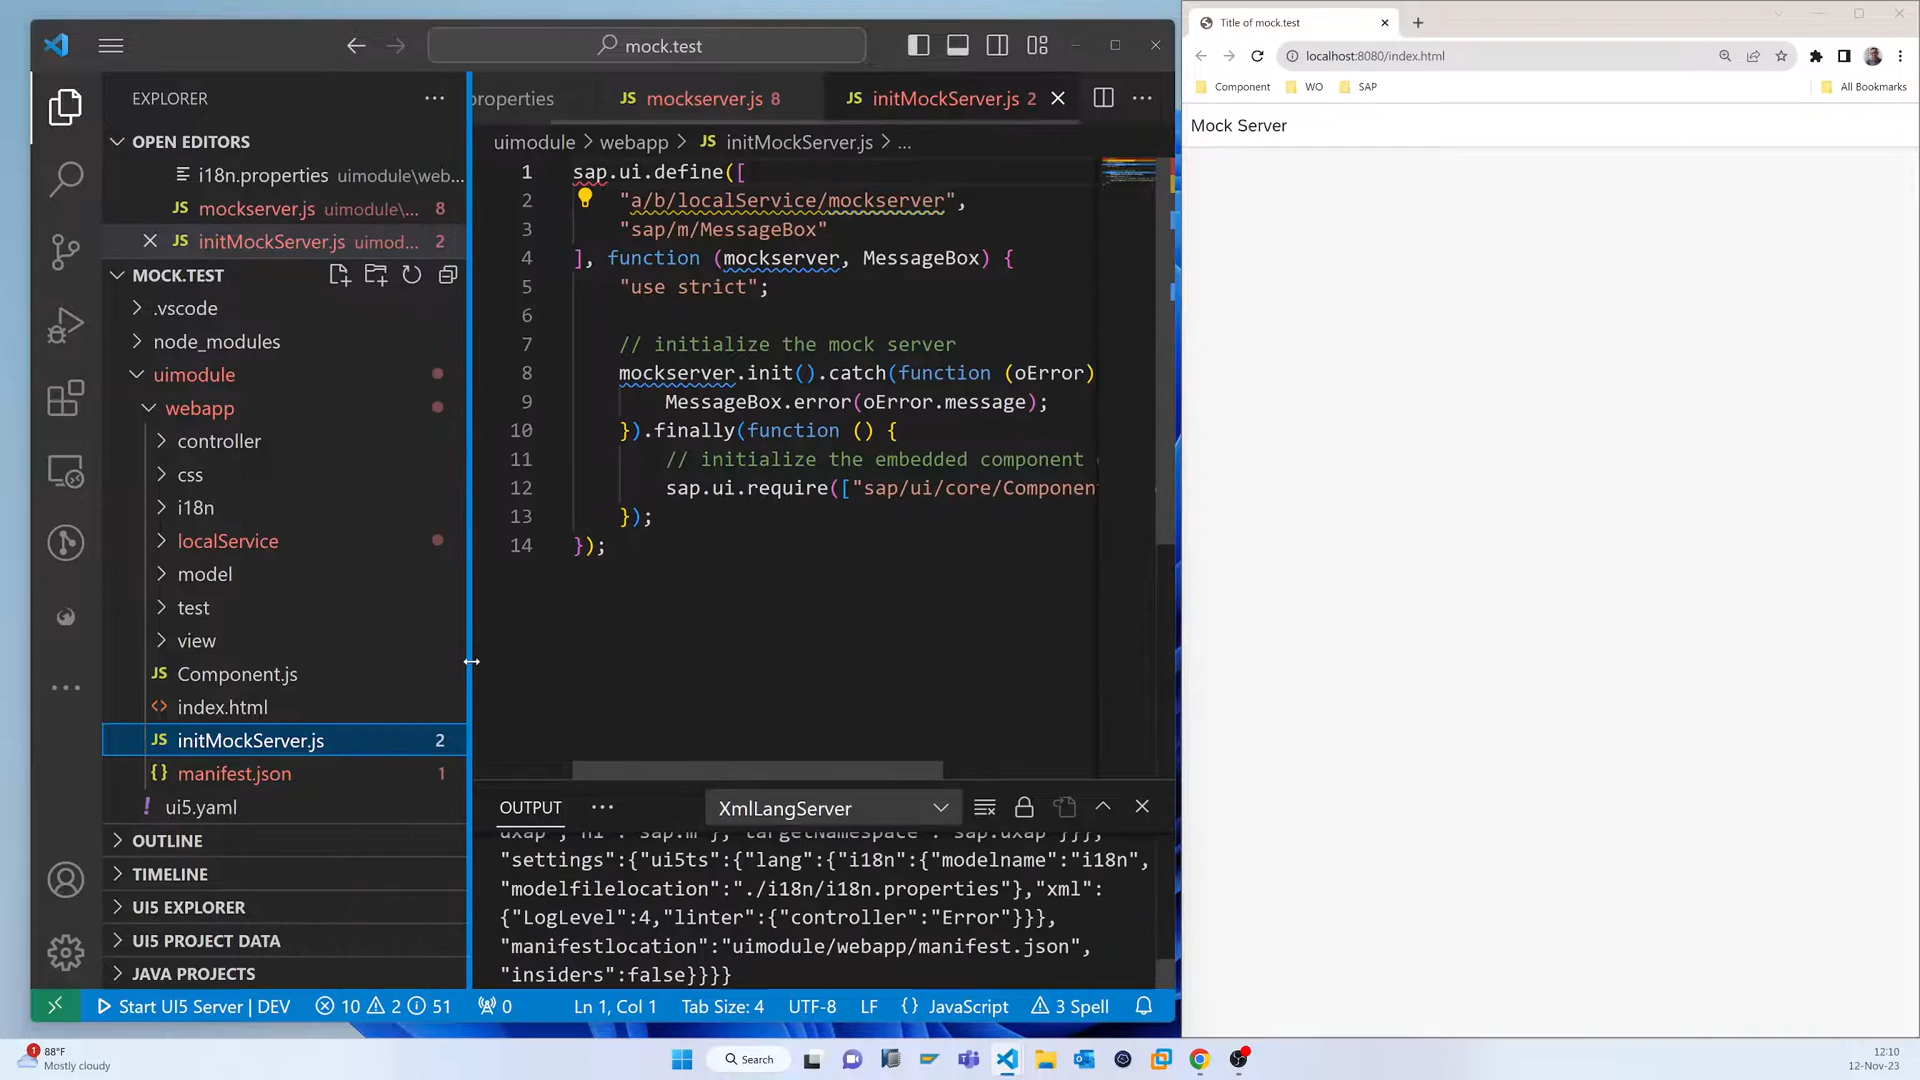 mock.test
EXPLORER
OPEN EDITORS
i18n.properties uimodule\web...
mockserver.js uimodule\... 8
initMockServer.js uimod... 2
MOCK.TEST
.vscode
node_modules
uimodule
webapp
controller
css
i18n
localService
model
test
view
Component.js
index.html
initMockServer.js 2
manifest.json 1
ui5.yaml
OUTLINE
TIMELINE
UI5 EXPLORER
UI5 PROJECT DATA
JAVA PROJECTS
properties
JS mockserver.js 8
JS initMockServer.js 2
uimodule > webapp > JS initMockServer.js > ...
1 sap.ui.define([
2 "a/b/localService/mockserver",
3 "sap/m/MessageBox"
4 ], function (mockserver, MessageBox) {
5 "use strict";
6
7 // initialize the mock server
8 mockserver.init().catch(function (oError)
9 MessageBox.error(oError.message);
10 }).finally(function () {
11 // initialize the embedded component
12 sap.ui.require(["sap/ui/core/Componen
13 });
14 });
OUTPUT
XmlLangServer
"settings":{"ui5ts":{"lang":{"i18n":{"modelname":"i18n",
"modelfilelocation":"./i18n/i18n.properties"},"xml":
{"LogLevel":4,"linter":{"controller":"Error"}}},
"manifestlocation":"uimodule/webapp/manifest.json",
"insiders":false}}}}
Start UI5 Server | DEV 10 2 51 0 Ln 1, Col 1 Tab Size: 4 UTF-8 LF {} JavaScript 3 Spell
Title of mock.test
localhost:8080/index.html
Component WO SAP All Bookmarks
Mock Server
1
88°F
Mostly cloudy
Search
12:10
12-Nov-23